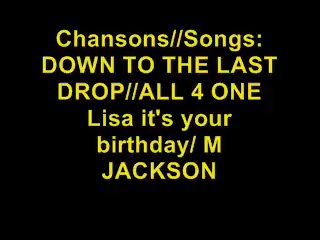 Chansons//Songs:
DOWN TO THE LAST
DROP//ALL 4 ONE
Lisa it's your
birthday/ M
JACKSON